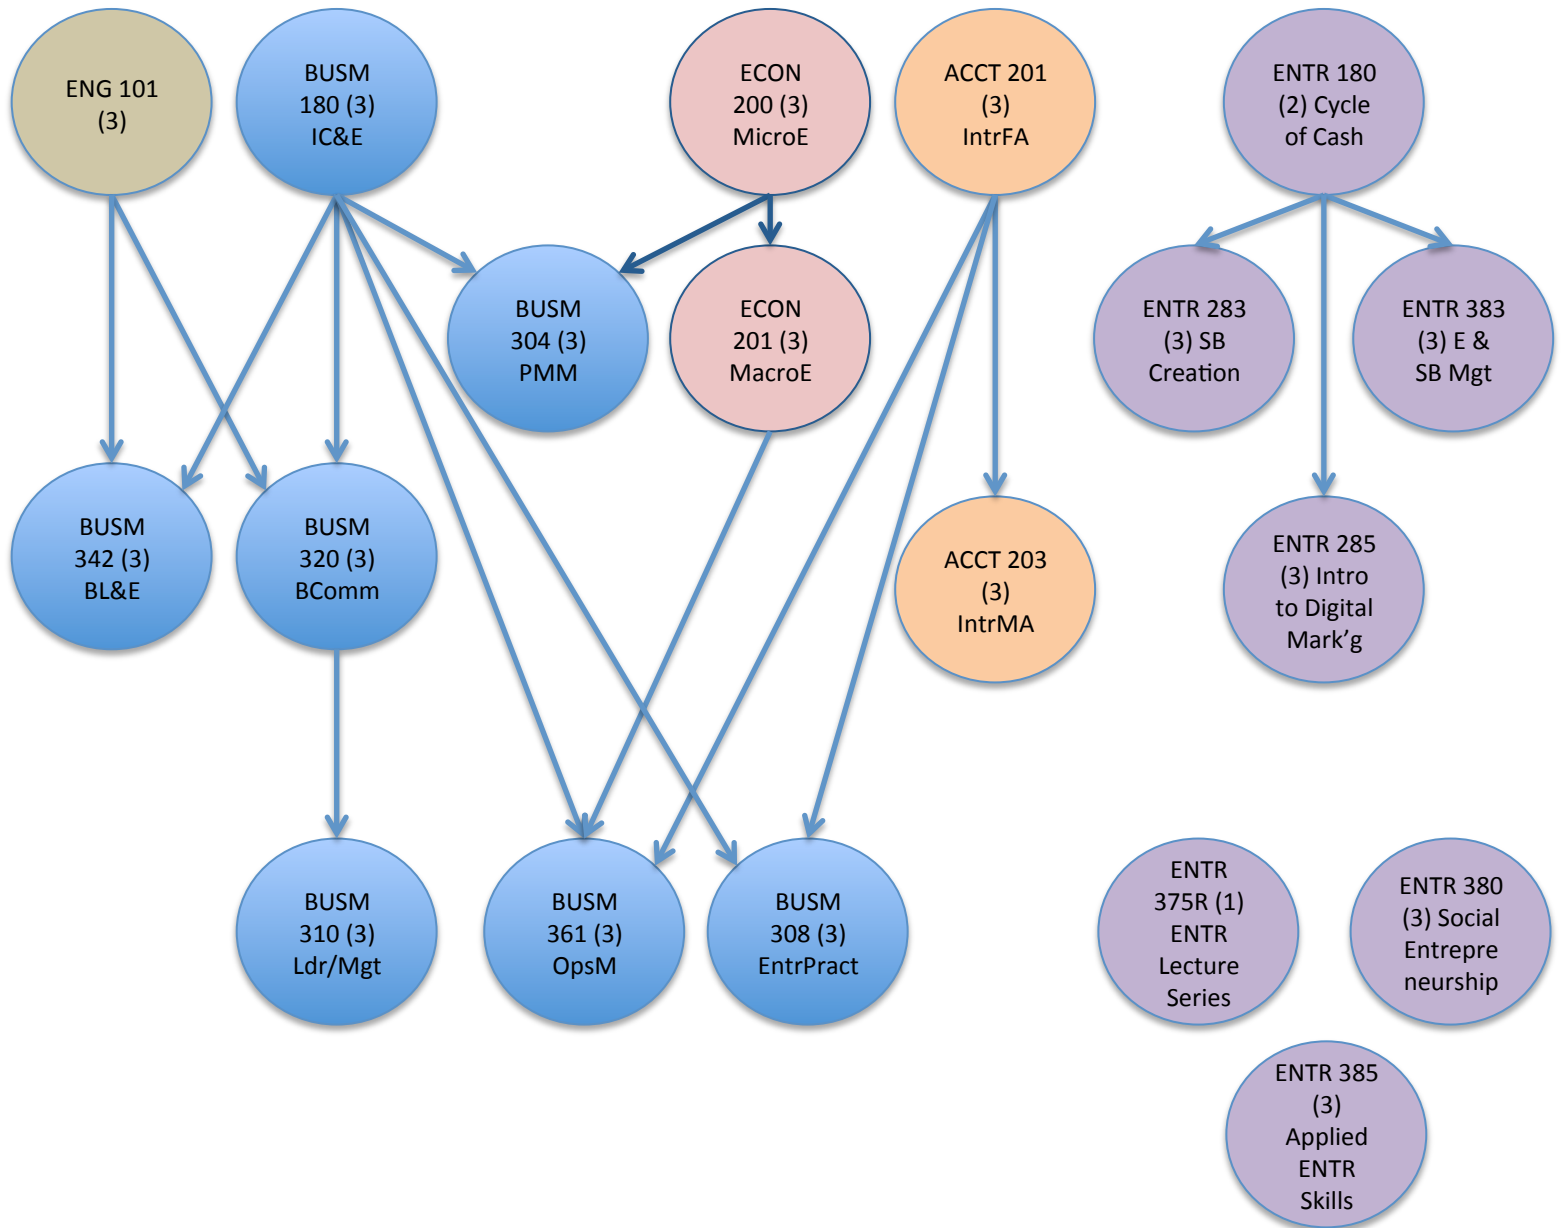 ENG 101
(3)
BUSM
180 (3)
IC&E
ECON
200 (3)
MicroE
ACCT 201
(3)
IntrFA
ENTR 180
(2) Cycle
of Cash
BUSM
304 (3)
PMM
ECON
201 (3)
MacroE
ENTR 283
(3) SB
Creation
ENTR 383
(3) E &
SB Mgt
BUSM
342 (3)
BL&E
BUSM
320 (3)
BComm
ACCT 203
(3)
IntrMA
ENTR 285
(3) Intro
to Digital
Mark’g
BUSM
310 (3)
Ldr/Mgt
BUSM
361 (3)
OpsM
BUSM
308 (3)
EntrPract
ENTR
375R (1)
ENTR
Lecture
Series
ENTR 380
(3) Social
Entrepre
neurship
ENTR 385
(3)
Applied
ENTR
Skills